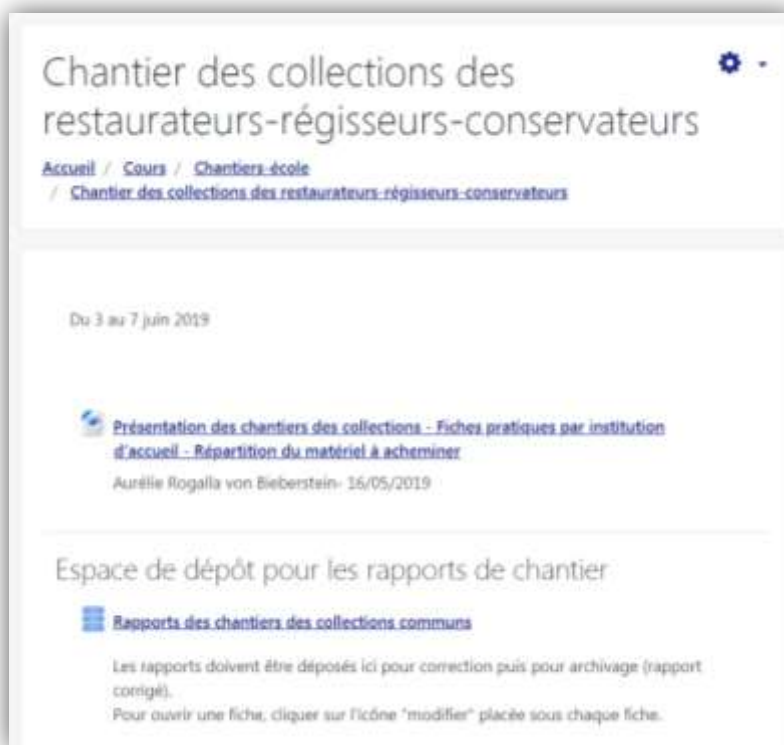 Chantier des collections des
restaurateurs-régisseurs-conservateurs
Accueil / Cours / Chantiers-école
/ Chantier des collections des restaurateurs-régisseurs-conservateurs
Du 3 au 7 juin 2019
Présentation des chantiers des collections - Fiches pratiques par institution
d'accueil - Répartition du matériel à acheminer
Aurélie Rogalla von Bieberstein- 16/05/2019
Espace de dépôt pour les rapports de chantier
Rapports des chantiers des collections communs
Les rapports doivent être déposés ici pour correction puis pour archivage (rapport
corrigé).
Pour ouvrir une fiche, cliquer sur l'icône "modifier" placée sous chaque fiche.